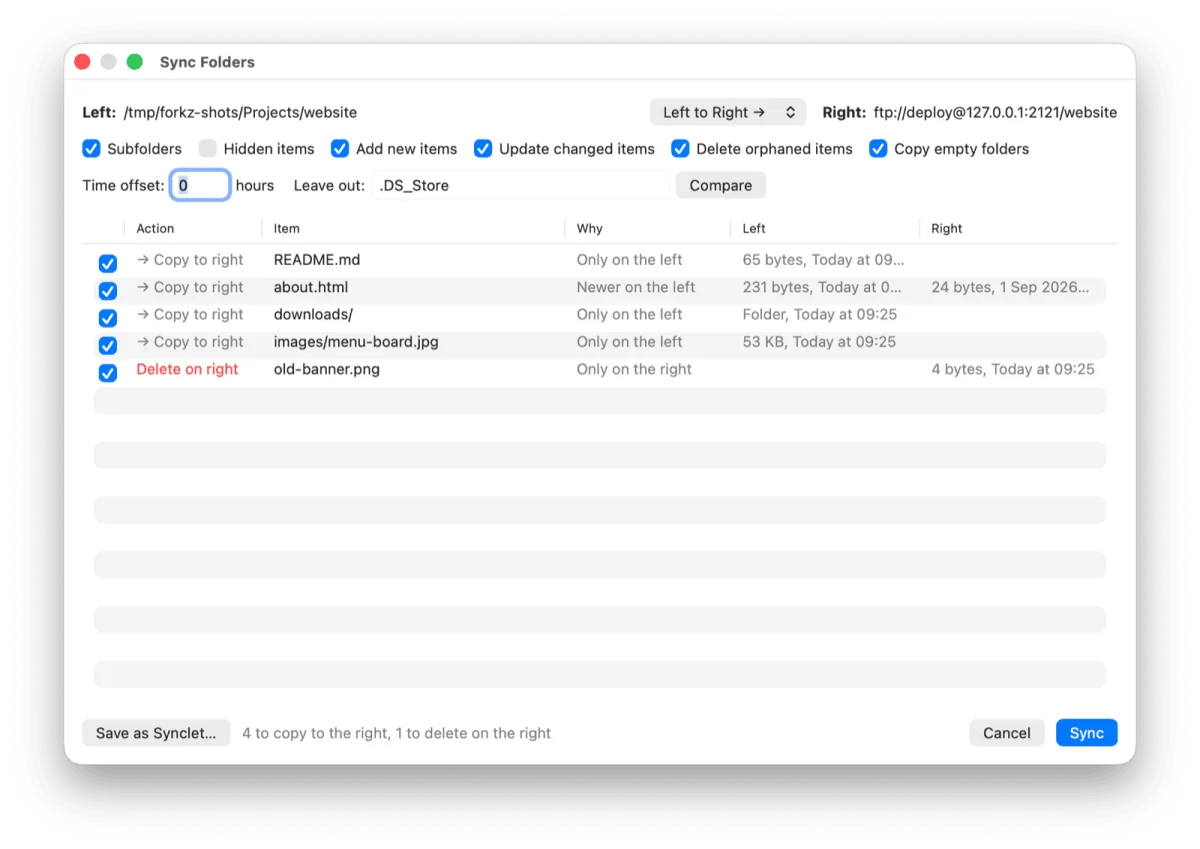 Sync Folders
Left: /tmp/forkz-shots/Projects/website Left to Right → Right: ftp://deploy@127.0.0.1:2121/website
Subfolders Hidden items Add new items Update changed items Delete orphaned items Copy empty folders
Time offset: 0 hours Leave out: .DS_Store Compare
Action Item Why Left Right
→ Copy to right README.md Only on the left 65 bytes, Today at 09...
→ Copy to right about.html Newer on the left 231 bytes, Today at 0... 24 bytes, 1 Sep 2026...
→ Copy to right downloads/ Only on the left Folder, Today at 09:25
→ Copy to right images/menu-board.jpg Only on the left 53 KB, Today at 09:25
Delete on right old-banner.png Only on the right 4 bytes, Today at 09:25
Save as Synclet... 4 to copy to the right, 1 to delete on the right Cancel Sync